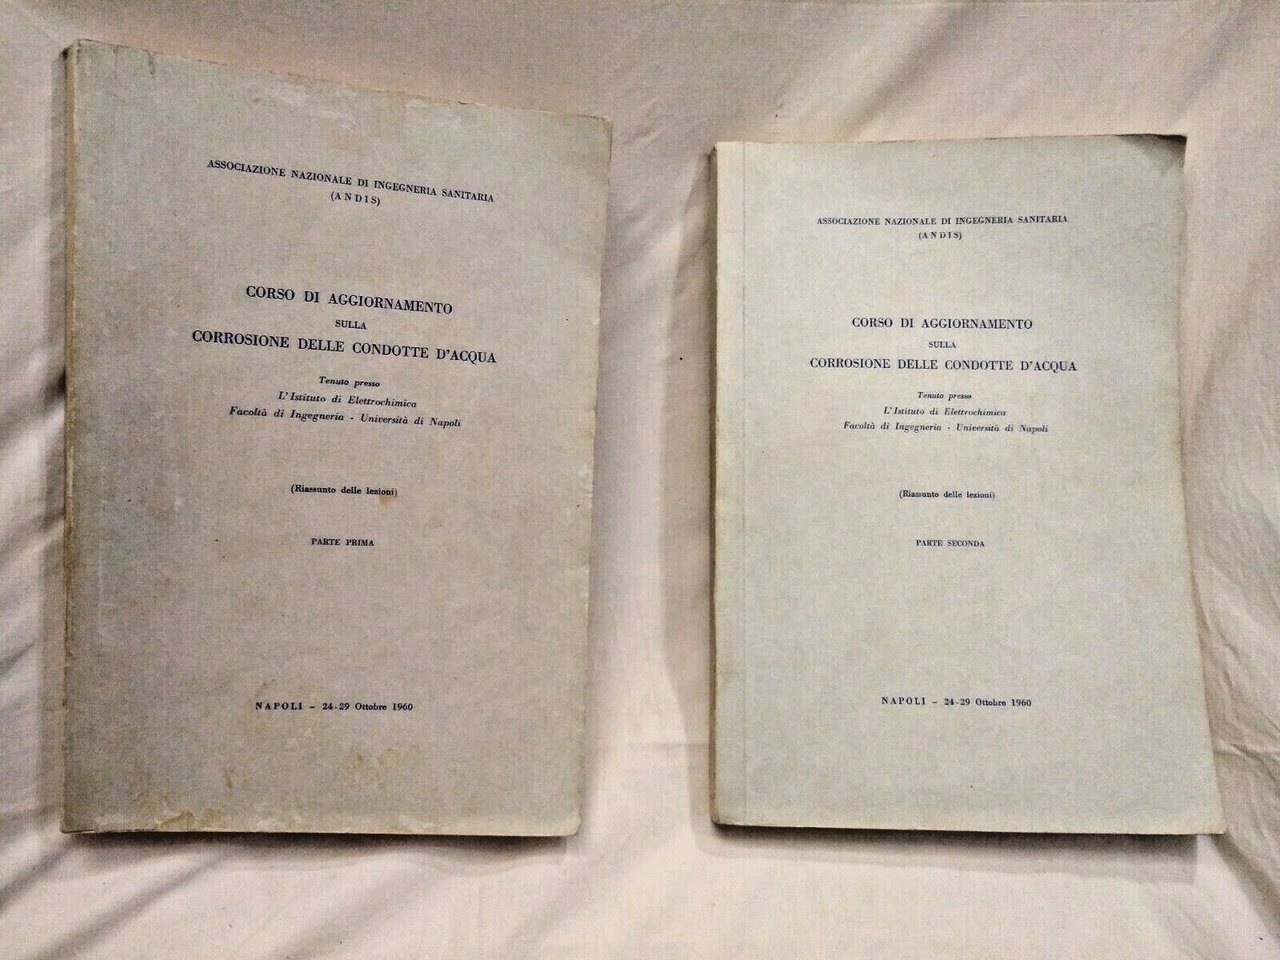 ASSOCIAZIONE NAZIONALE DI INGEGNERIA SANITARIA
(ANDIS)
CORSO DI AGGIORNAMENTO
SULLA
CORROSIONE DELLE CONDOTTE D'ACQUA
Tenuto presso
L'Istituto di Elettrochimica
Facoltà di Ingegneria - Università di Napoli
(Riassunto delle lezioni)
PARTE PRIMA
NAPOLI - 24-29 Ottobre 1960
ASSOCIAZIONE NAZIONALE DI INGEGNERIA SANITARIA
(ANDIS)
CORSO DI AGGIORNAMENTO
SULLA
CORROSIONE DELLE CONDOTTE D'ACQUA
Tenuto presso
L'Istituto di Elettrochimica
Facoltà di Ingegneria - Università di Napoli
(Riassunto delle lezioni)
PARTE SECONDA
NAPOLI - 24-29 Ottobre 1960